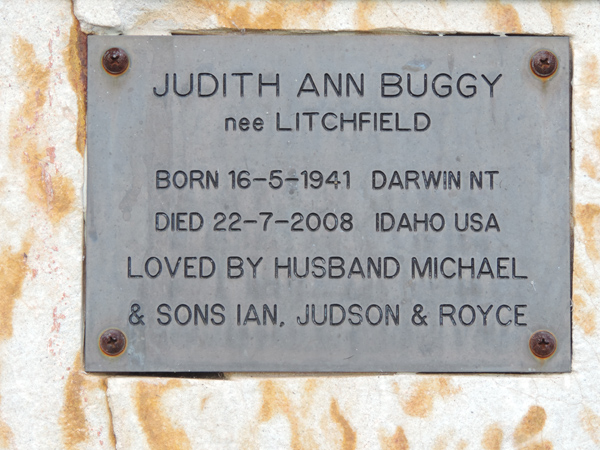 JUDITH ANN BUGGY
nee LITCHFIELD
BORN 16-5-1941 DARWIN NT
DIED 22-7-2008 IDAHO USA
LOVED BY HUSBAND MICHAEL
& SONS IAN, JUDSON & ROYCE